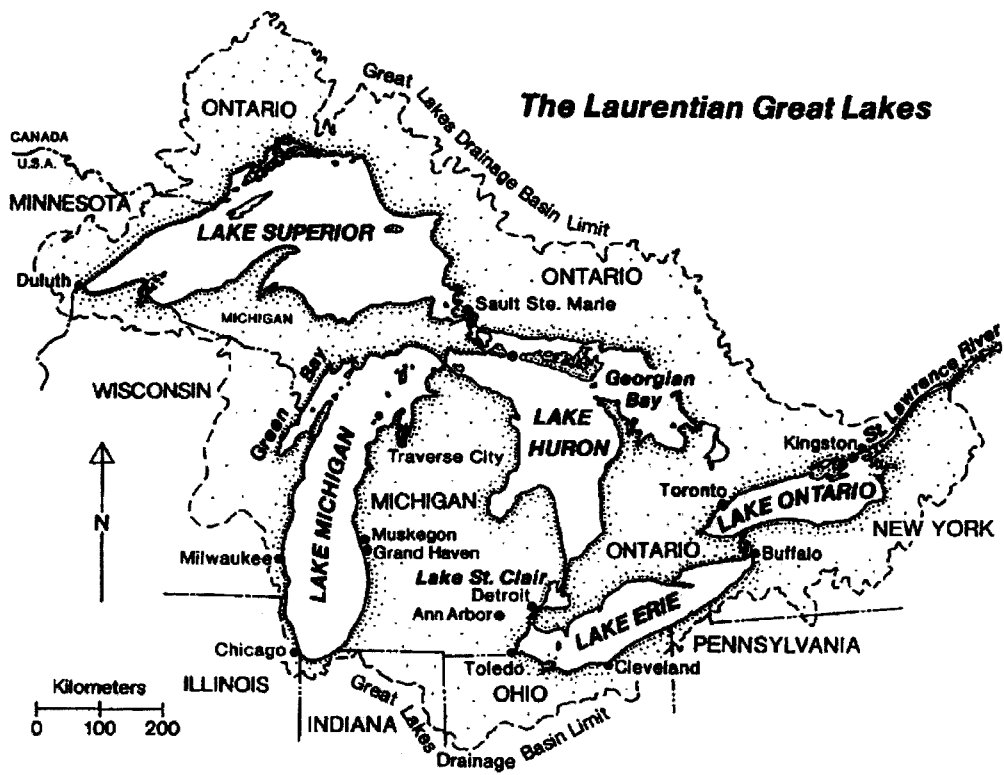 The Laurentian Great Lakes
Great Lakes Drainage Basin Limit
ONTARIO
CANADA
U.S.A.
MINNESOTA
LAKE SUPERIOR
ONTARIO
Duluth
Sault Ste. Marie
MICHIGAN
WISCONSIN
Green Bay
Georgian
Bay
LAKE
HURON
St. Lawrence River
Kingston
Traverse City
LAKE MICHIGAN
MICHIGAN
Toronto
LAKE ONTARIO
N
NEW YORK
Muskegon
Grand Haven
ONTARIO
Buffalo
Milwaukee
Lake St. Clair
Detroit
Ann Arbor
LAKE ERIE
PENNSYLVANIA
Chicago
Toledo
Cleveland
ILLINOIS
OHIO
Kilometers
0 100 200
INDIANA
Great Lakes
Drainage Basin Limit